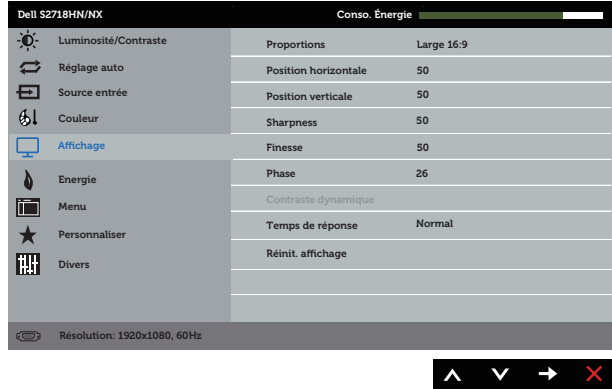 Dell S2718HN/NX Conso. Énergie
Luminosité/Contraste
Réglage auto
Source entrée
Couleur
Affichage
Energie
Menu
Personnaliser
Divers
Proportions Large 16:9
Position horizontale 50
Position verticale 50
Sharpness 50
Finesse 50
Phase 26
Contraste dynamique
Temps de réponse Normal
Réinit. affichage
Résolution: 1920x1080, 60Hz